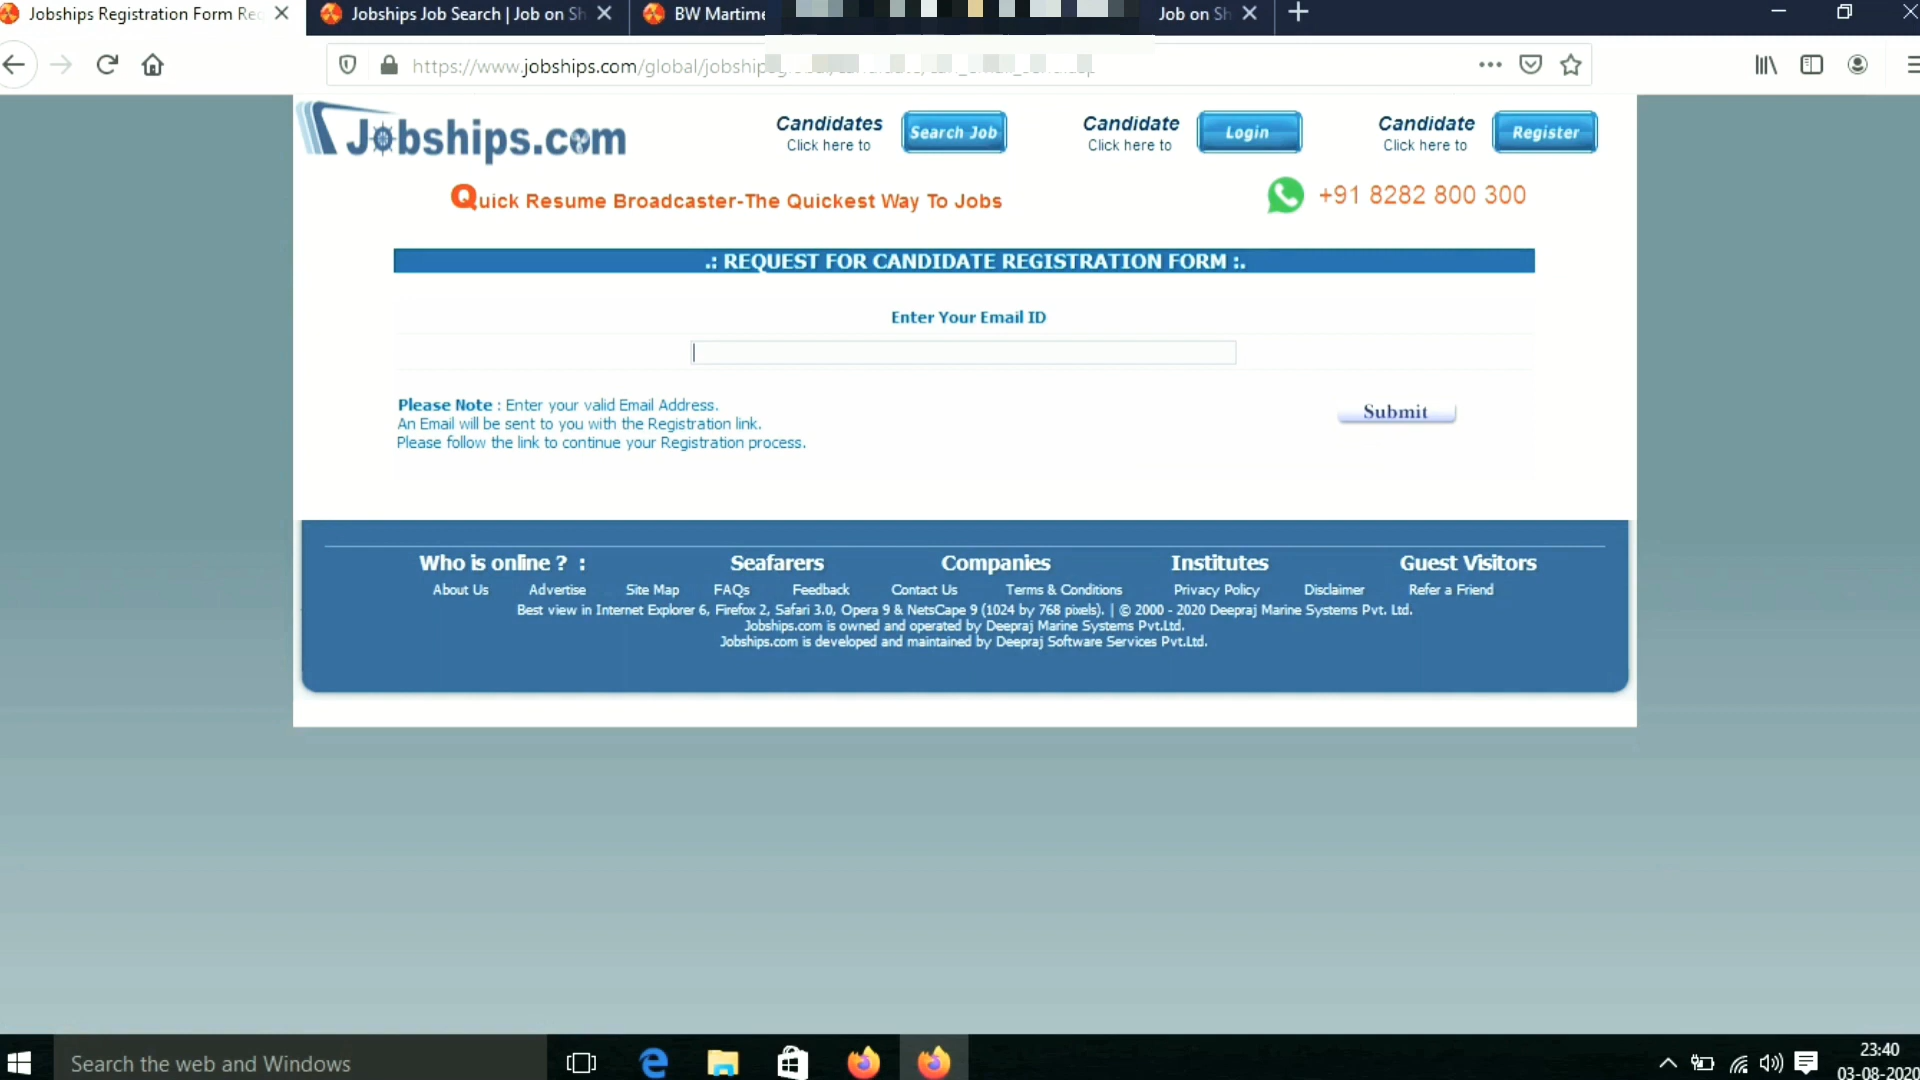 Jobships Registration Form Rec
Jobships Job Search | Job on Sh
BW Martime
Job on Sh
https://www.jobships.com/global/jobships
Jobships.com
Candidates
Click here to
Search Job
Candidate
Click here to
Login
Candidate
Click here to
Register
Quick Resume Broadcaster-The Quickest Way To Jobs
+91 8282 800 300
.: REQUEST FOR CANDIDATE REGISTRATION FORM :.
Enter Your Email ID
Please Note : Enter your valid Email Address.
An Email will be sent to you with the Registration link.
Please follow the link to continue your Registration process.
Submit
Who is online ? : Seafarers Companies Institutes Guest Visitors
About Us Advertise Site Map FAQs Feedback Contact Us Terms & Conditions Privacy Policy Disclaimer Refer a Friend
Best view in Internet Explorer 6, Firefox 2, Safari 3.0, Opera 9 & NetScape 9 (1024 by 768 pixels). | © 2000 - 2020 Deepraj Marine Systems Pvt. Ltd.
Jobships.com is owned and operated by Deepraj Marine Systems Pvt.Ltd.
Jobships.com is developed and maintained by Deepraj Software Services Pvt.Ltd.
Search the web and Windows
23:40
03-08-2020